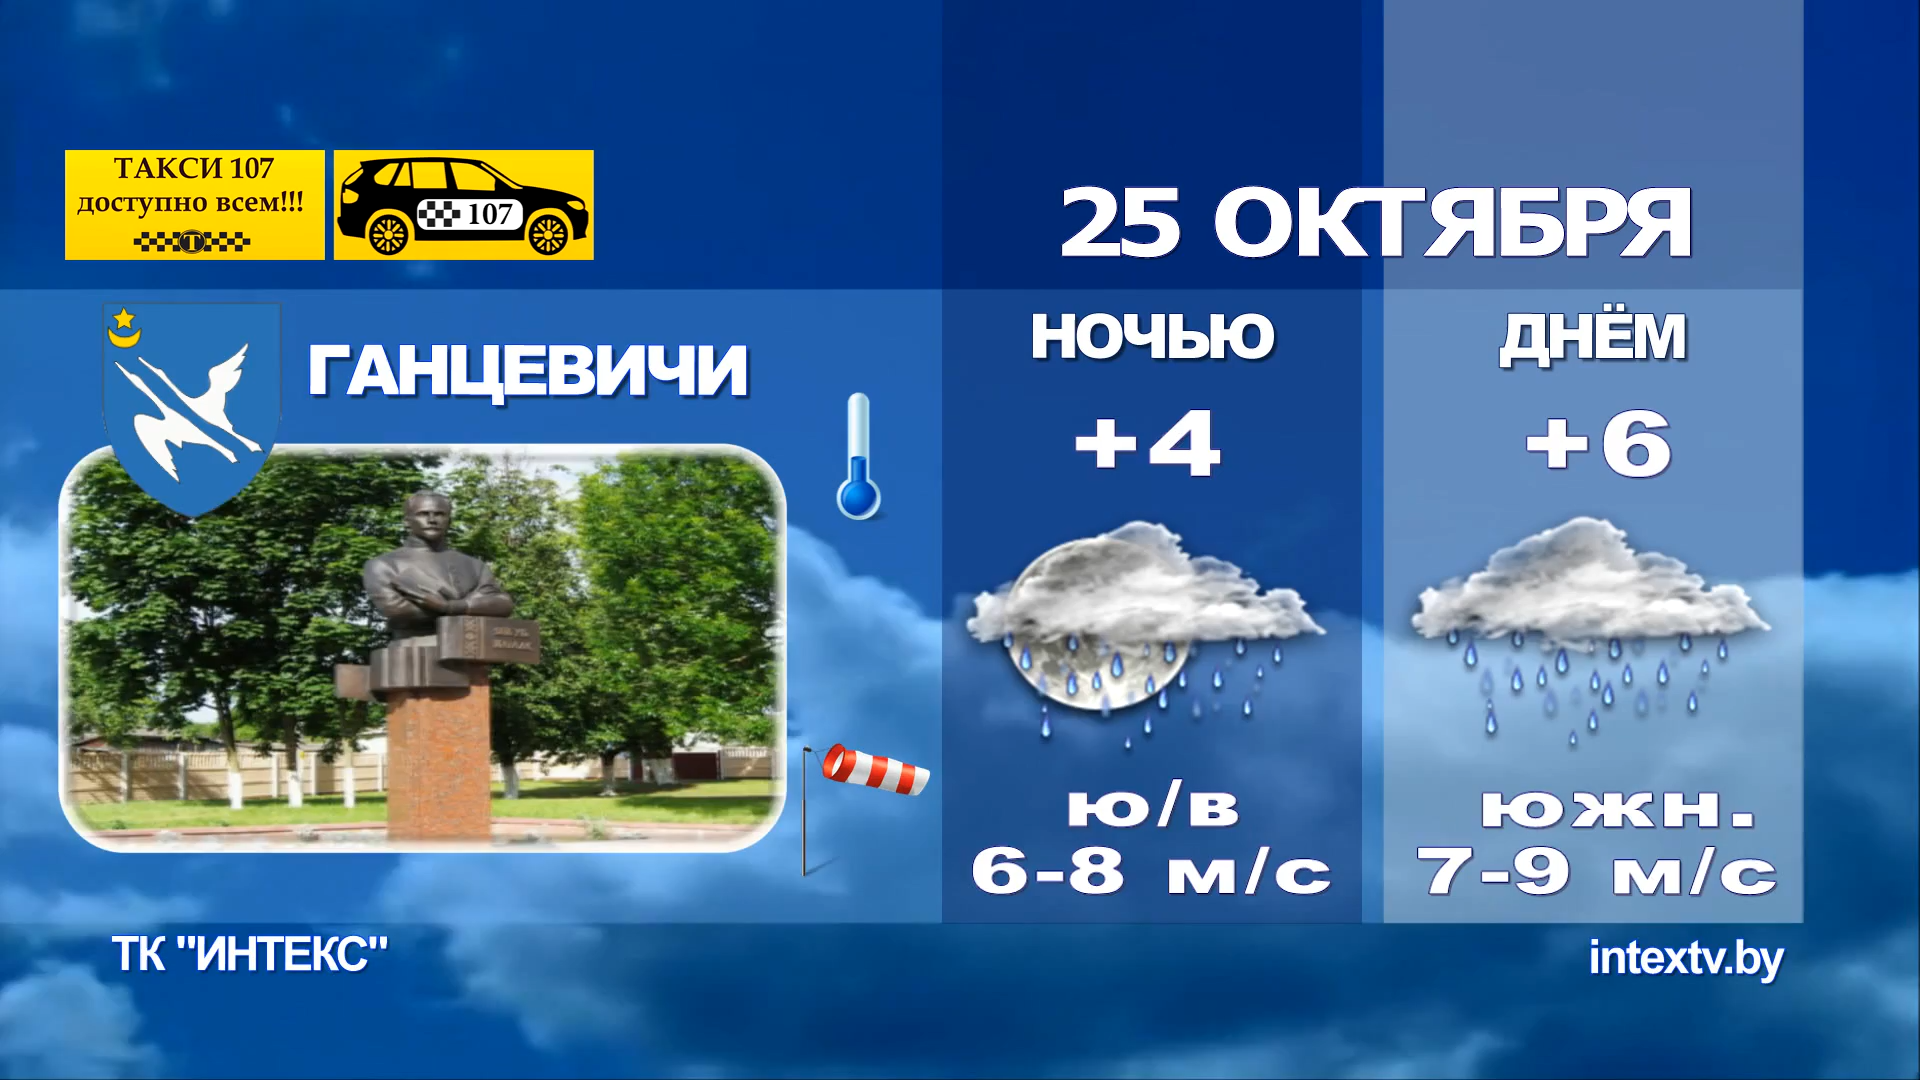 ТАКСИ 107
доступно всем!!!
Т
107
25 ОКТЯБРЯ
ГАНЦЕВИЧИ
НОЧЬЮ
ДНЁМ
+4
+6
ю/в
6-8 м/с
южн.
7-9 м/с
ТК "ИНТЕКС"
intextv.by